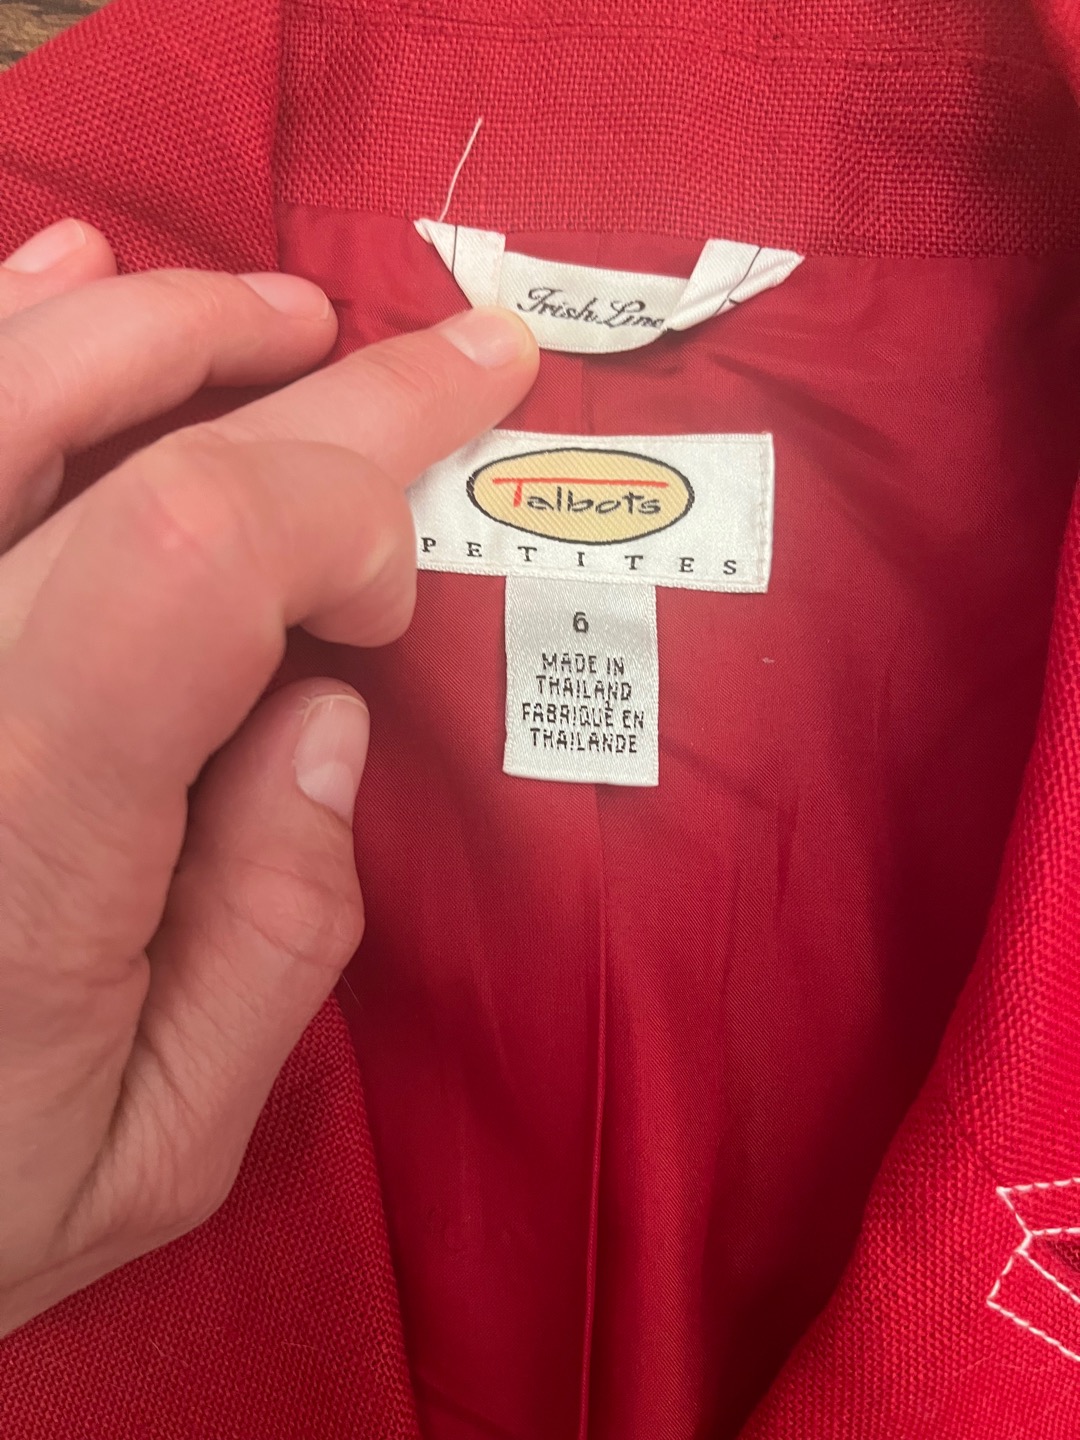 Irish Line
Talbots
PETITES
6
MADE IN
THAILAND
FABRIQUÉ EN
THAILANDE